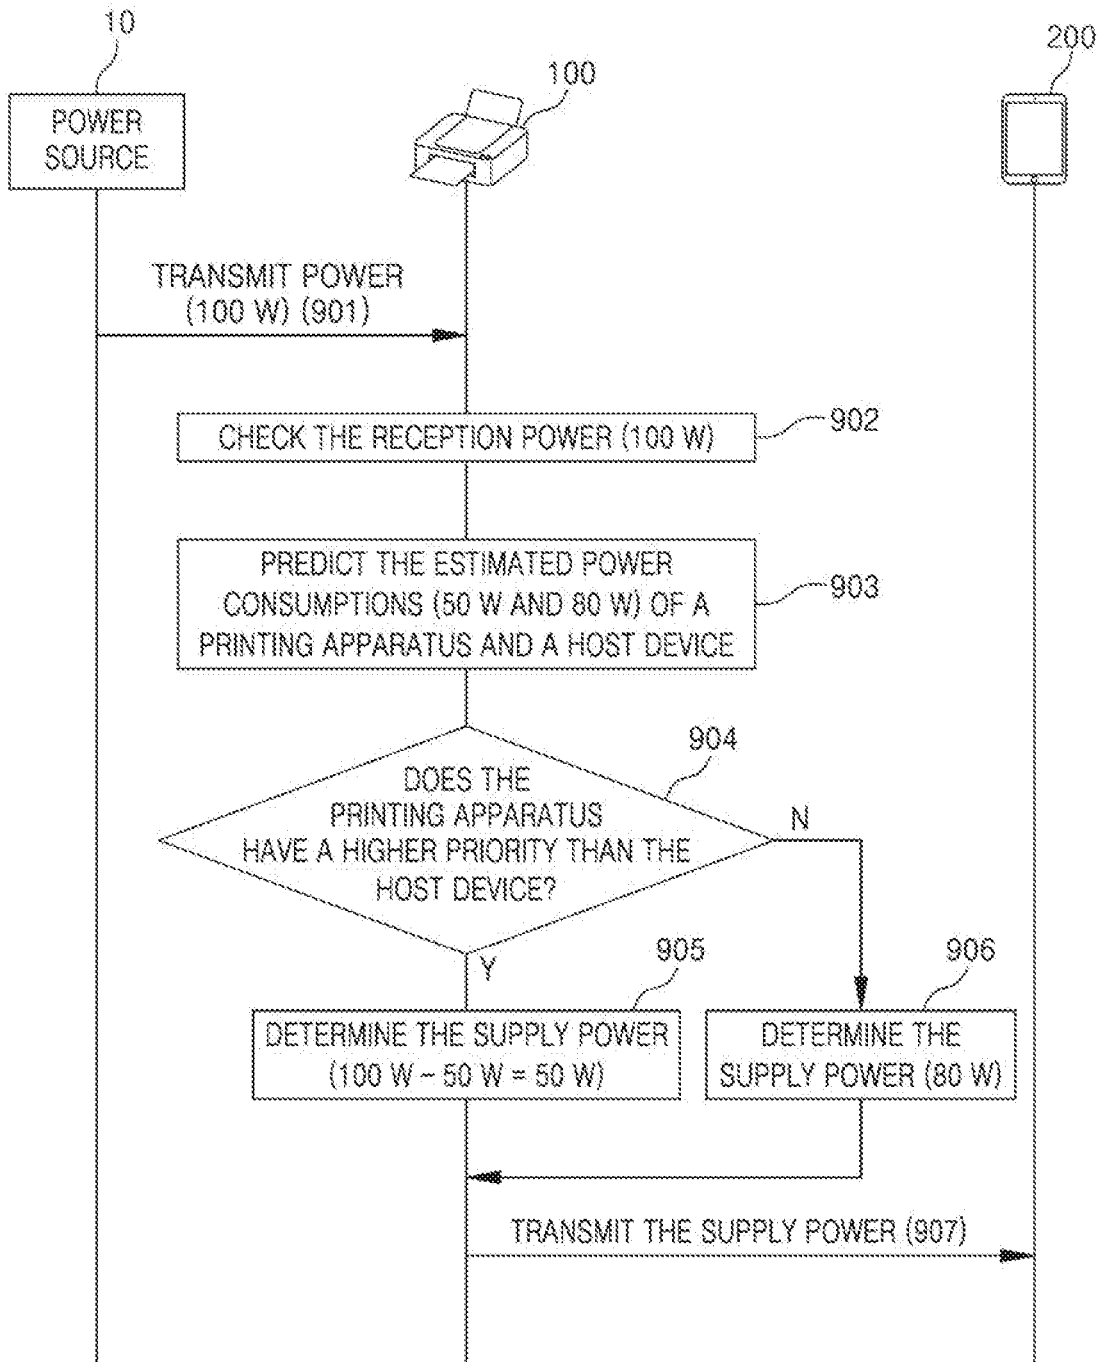 10
100
200
POWER
SOURCE
TRANSMIT POWER
(100 W) (901)
CHECK THE RECEPTION POWER (100 W)
902
PREDICT THE ESTIMATED POWER
CONSUMPTIONS (50 W AND 80 W) OF A
PRINTING APPARATUS AND A HOST DEVICE
903
904
DOES THE
PRINTING APPARATUS
HAVE A HIGHER PRIORITY THAN THE
HOST DEVICE?
N
Y
905
906
DETERMINE THE SUPPLY POWER
(100 W - 50 W = 50 W)
DETERMINE THE
SUPPLY POWER (80 W)
TRANSMIT THE SUPPLY POWER (907)